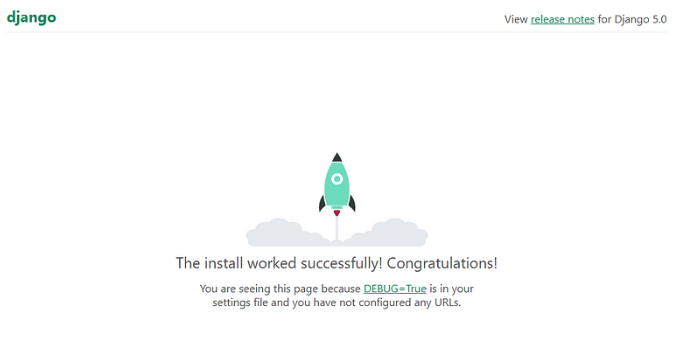 django
View release notes for Django 5.0
The install worked successfully! Congratulations!
You are seeing this page because DEBUG=True is in your
settings file and you have not configured any URLs.